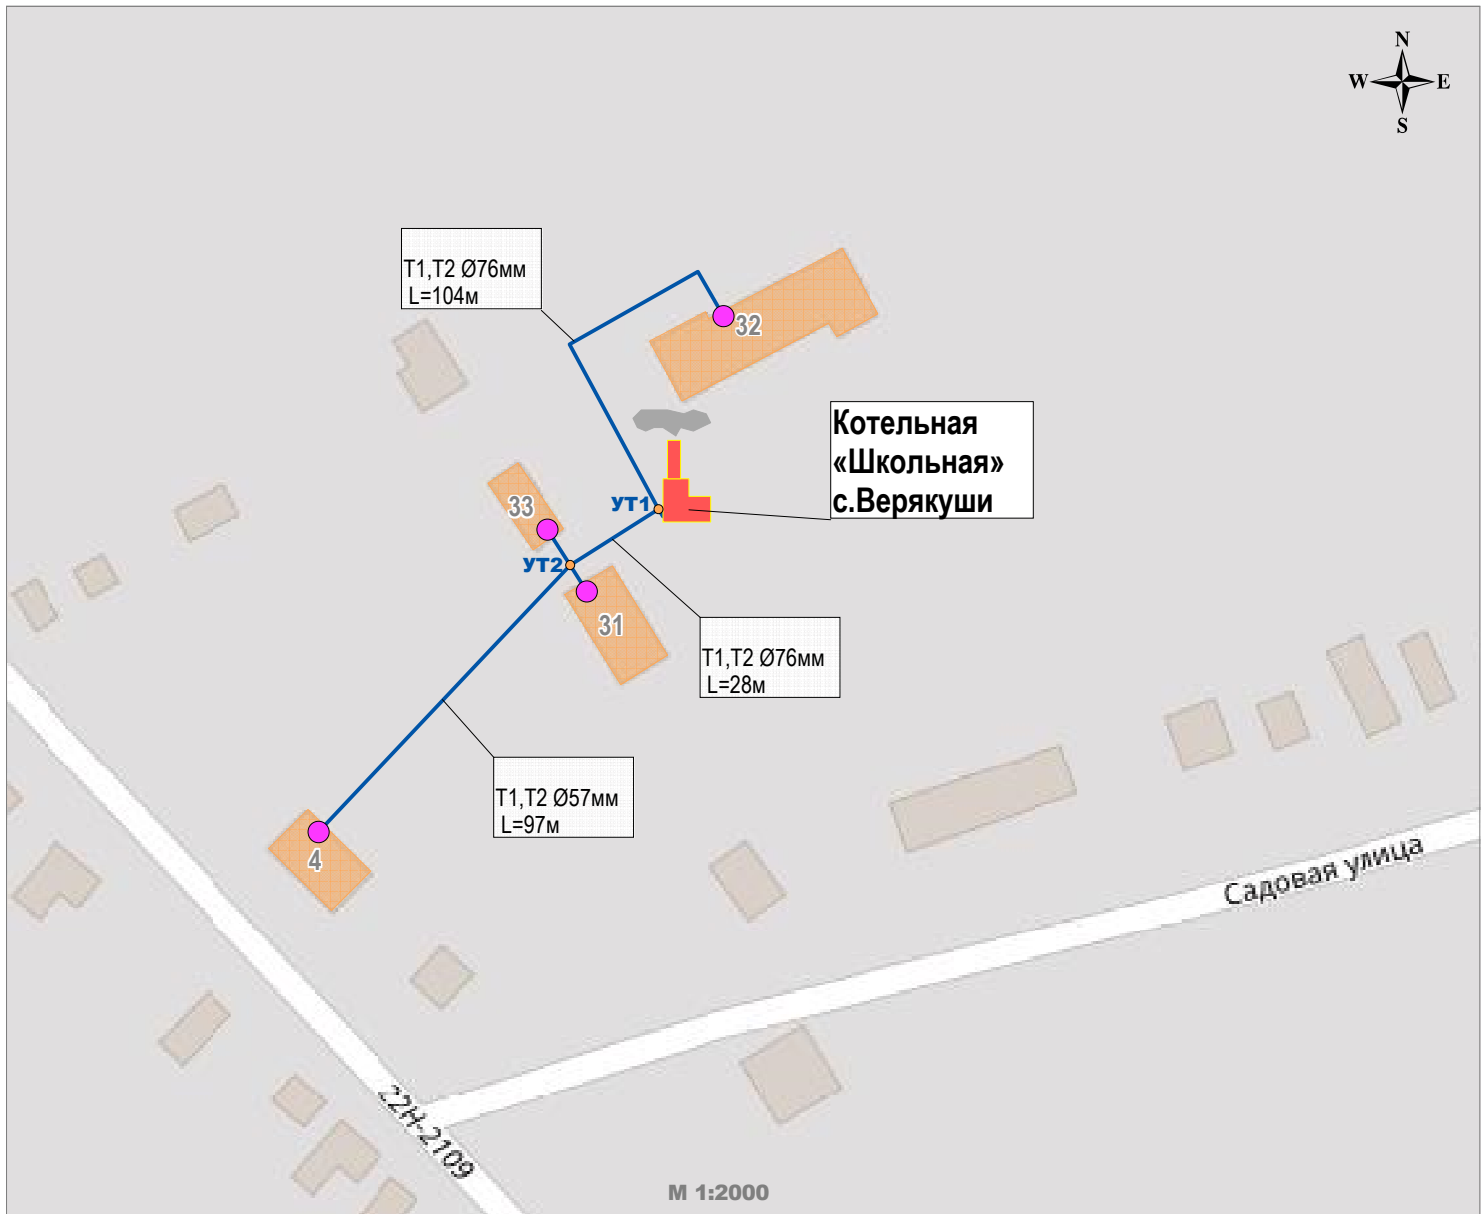 N
W E
S
Т1,Т2 Ø76мм
L=104м
32
Котельная
«Школьная»
с.Верякуши
33
УТ1
УТ2
31
Т1,Т2 Ø76мм
L=28м
Т1,Т2 Ø57мм
L=97м
4
Садовая улица
22Н-2109
М 1:2000